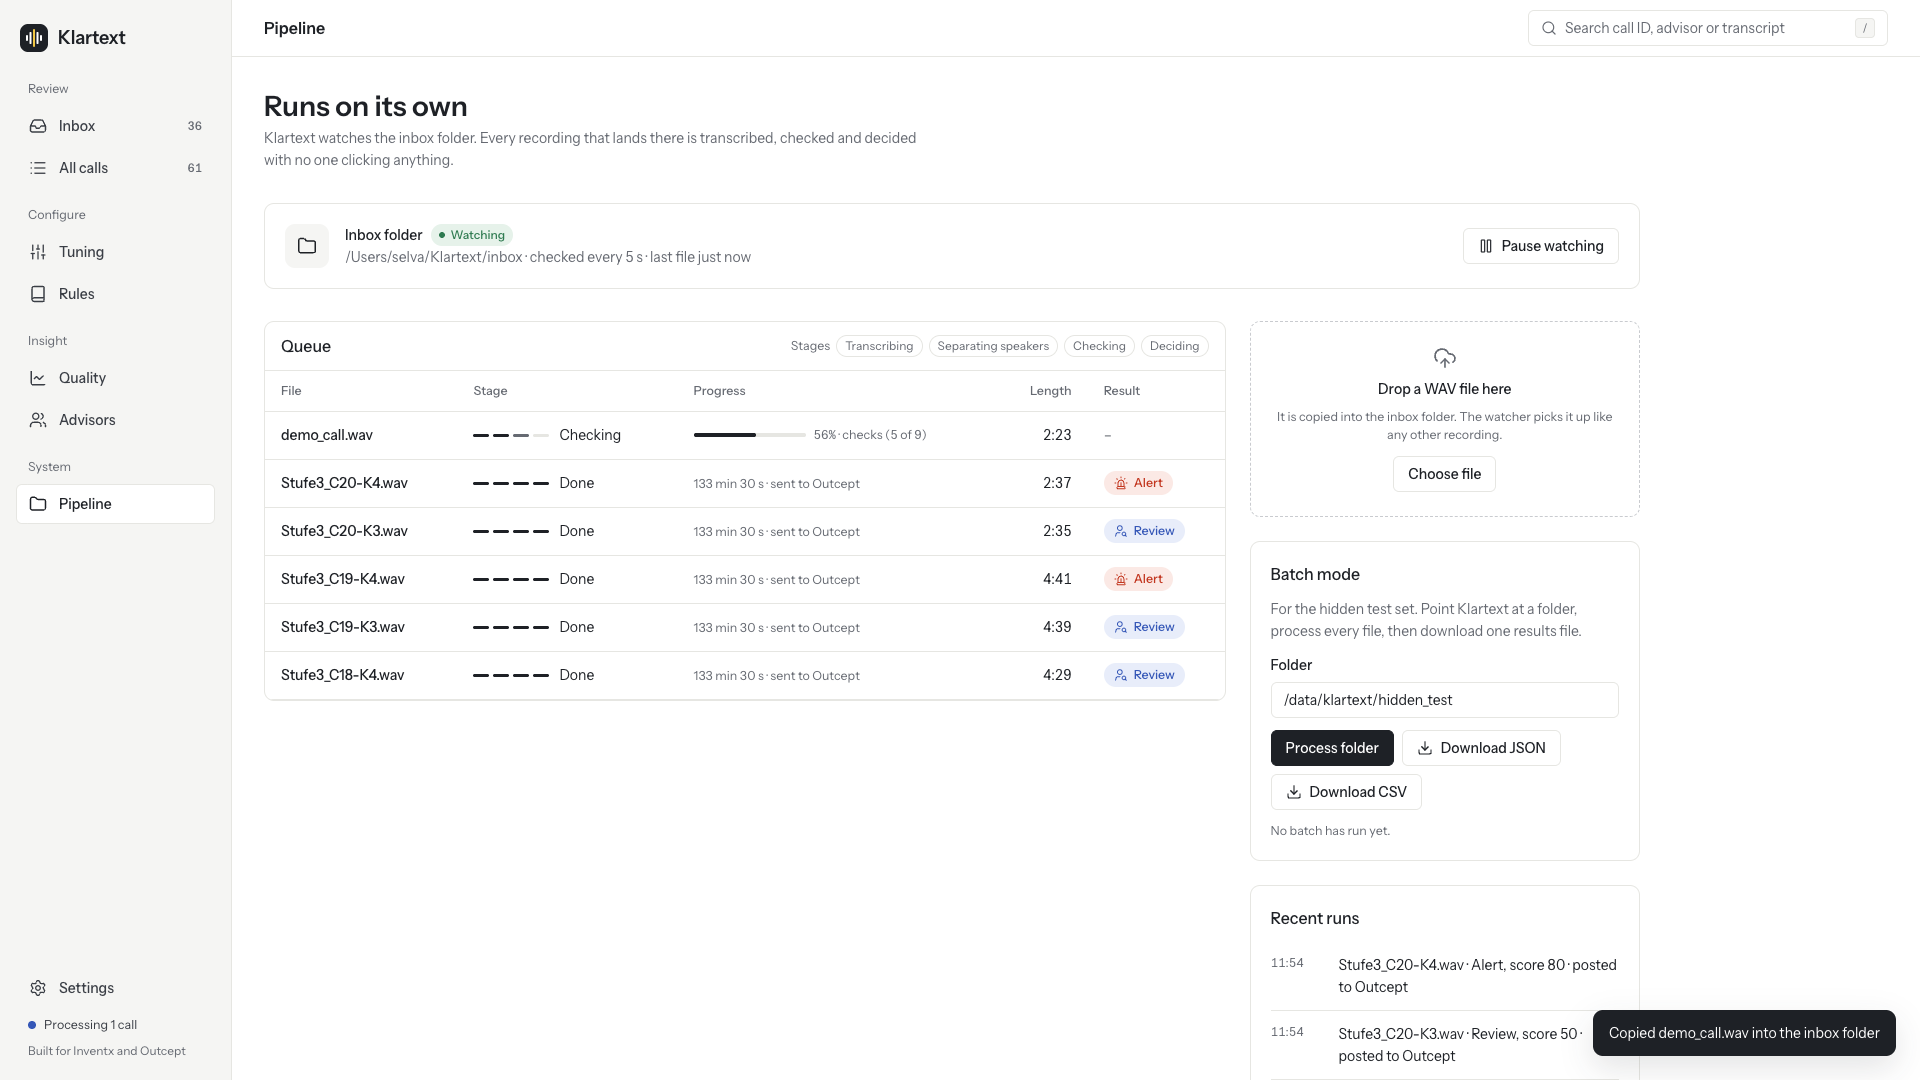 Klartext
Review
Inbox 36
All calls 61
Configure
Tuning
Rules
Insight
Quality
Advisors
System
Pipeline
Settings
Processing 1 call
Built for Inventx and Outcept
Pipeline
Search call ID, advisor or transcript /
Runs on its own
Klartext watches the inbox folder. Every recording that lands there is transcribed, checked and decided
with no one clicking anything.
Inbox folder Watching
/Users/selva/Klartext/inbox · checked every 5 s · last file just now
Pause watching
Queue
Stages Transcribing Separating speakers Checking Deciding
File Stage Progress Length Result
demo_call.wav Checking 56% · checks (5 of 9) 2:23 –
Stufe3_C20-K4.wav Done 133 min 30 s · sent to Outcept 2:37 Alert
Stufe3_C20-K3.wav Done 133 min 30 s · sent to Outcept 2:35 Review
Stufe3_C19-K4.wav Done 133 min 30 s · sent to Outcept 4:41 Alert
Stufe3_C19-K3.wav Done 133 min 30 s · sent to Outcept 4:39 Review
Stufe3_C18-K4.wav Done 133 min 30 s · sent to Outcept 4:29 Review
Drop a WAV file here
It is copied into the inbox folder. The watcher picks it up like
any other recording.
Choose file
Batch mode
For the hidden test set. Point Klartext at a folder,
process every file, then download one results file.
Folder
/data/klartext/hidden_test
Process folder Download JSON
Download CSV
No batch has run yet.
Recent runs
11:54 Stufe3_C20-K4.wav · Alert, score 80 · posted
to Outcept
11:54 Stufe3_C20-K3.wav · Review, score 50 ·
posted to Outcept
Copied demo_call.wav into the inbox folder